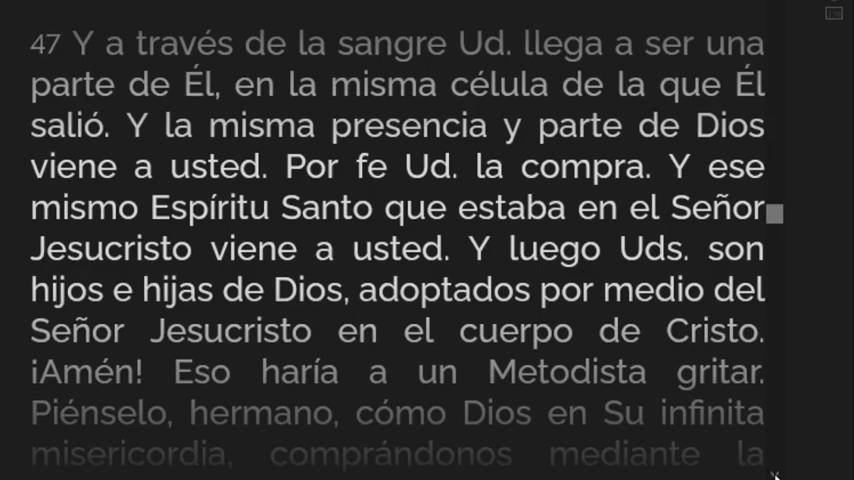 47 Y a través de la sangre Ud. llega a ser una
parte de Él, en la misma célula de la que Él
salió. Y la misma presencia y parte de Dios
viene a usted. Por fe Ud. la compra. Y ese
mismo Espíritu Santo que estaba en el Señor
Jesucristo viene a usted. Y luego Uds. son
hijos e hijas de Dios, adoptados por medio del
Señor Jesucristo en el cuerpo de Cristo.
¡Amén! Eso haría a un Metodista gritar.
Piénselo, hermano, cómo Dios en Su infinita
misericordia, comprándonos mediante la